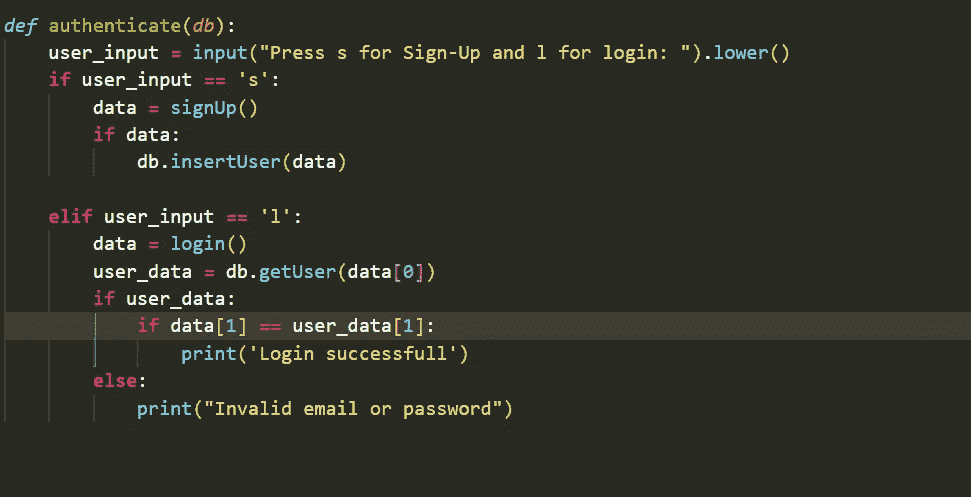 def authenticate(db):
    user_input = input("Press s for Sign-Up and l for login: ").lower()
    if user_input == 's':
        data = signUp()
        if data:
            db.insertUser(data)
    elif user_input == 'l':
        data = login()
        user_data = db.getUser(data[0])
        if user_data:
            if data[1] == user_data[1]:
                print('Login successfull')
        else:
            print("Invalid email or password")